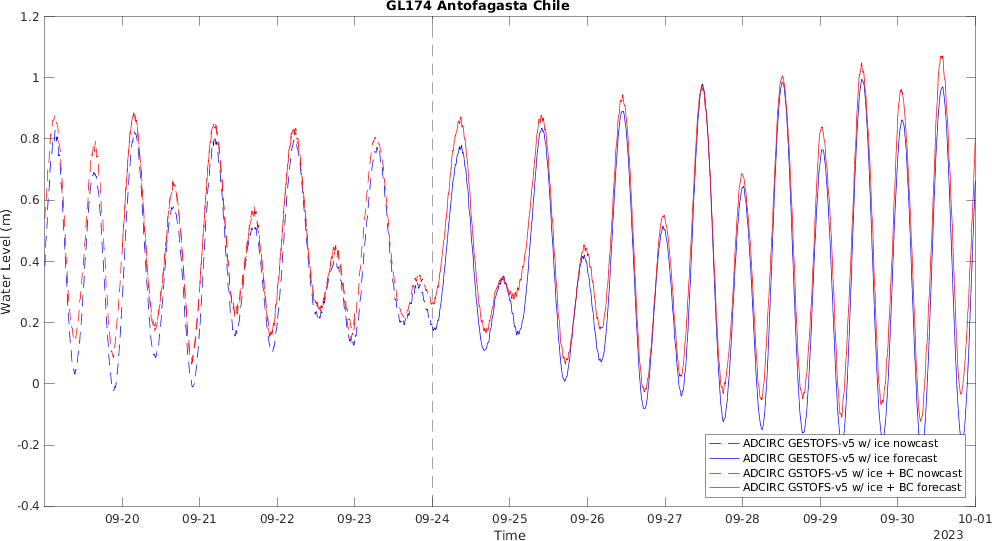 GL174 Antofagasta Chile
1.2
1
0.8
0.6
0.4
0.2
0
-0.2
-0.4
Water Level (m)
09-20 09-21 09-22 09-23 09-24 09-25 09-26 09-27 09-28 09-29 09-30 10-01
Time
2023
ADCIRC GESTOFS-v5 w/ ice nowcast
ADCIRC GESTOFS-v5 w/ ice forecast
ADCIRC GSTOFS-v5 w/ ice + BC nowcast
ADCIRC GSTOFS-v5 w/ ice + BC forecast